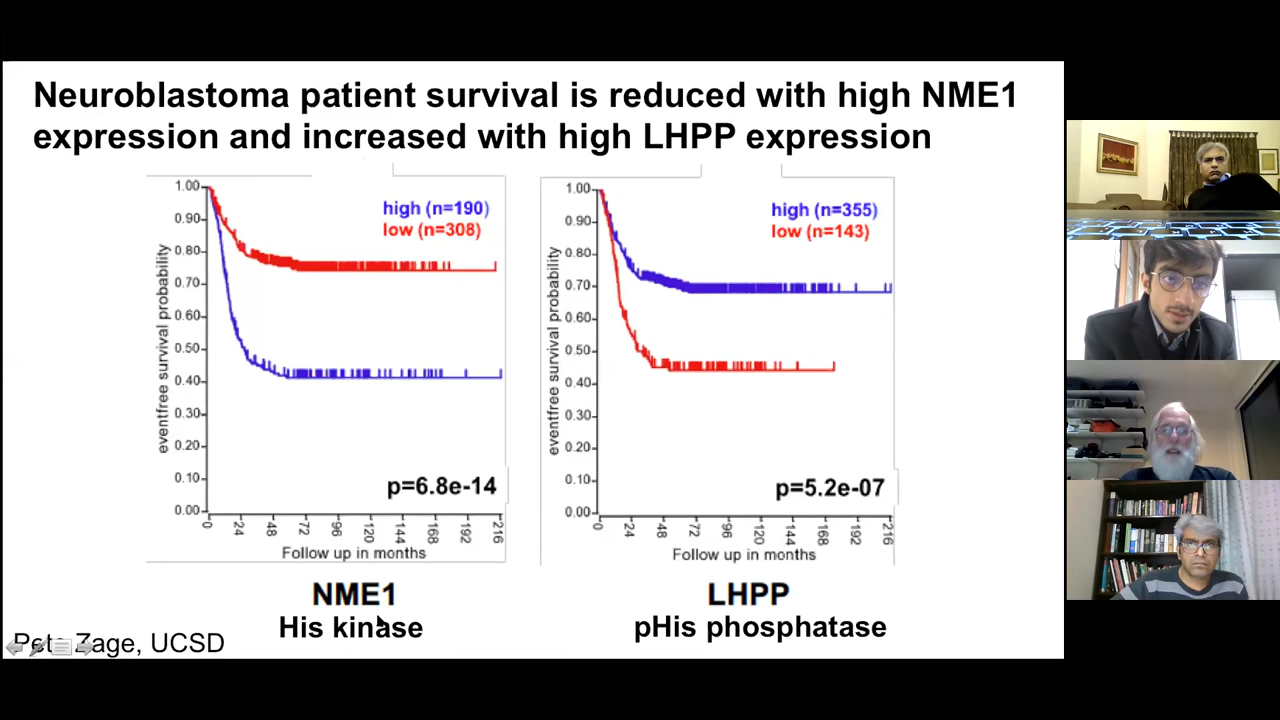 Neuroblastoma patient survival is reduced with high NME1
expression and increased with high LHPP expression
eventfree survival probability
1.00
0.90
0.80
0.70
0.60
0.50
0.40
0.30
0.20
0.10
0.00
high (n=190)
low (n=308)
p=6.8e-14
0 24 48 72 96 120 144 168 192 216
Follow up in months
NME1
His kinase
eventfree survival probability
1.00
0.90
0.80
0.70
0.60
0.50
0.40
0.30
0.20
0.10
0.00
high (n=355)
low (n=143)
p=5.2e-07
0 24 48 72 96 120 144 168 192 216
Follow up in months
LHPP
pHis phosphatase
Pete Zage, UCSD